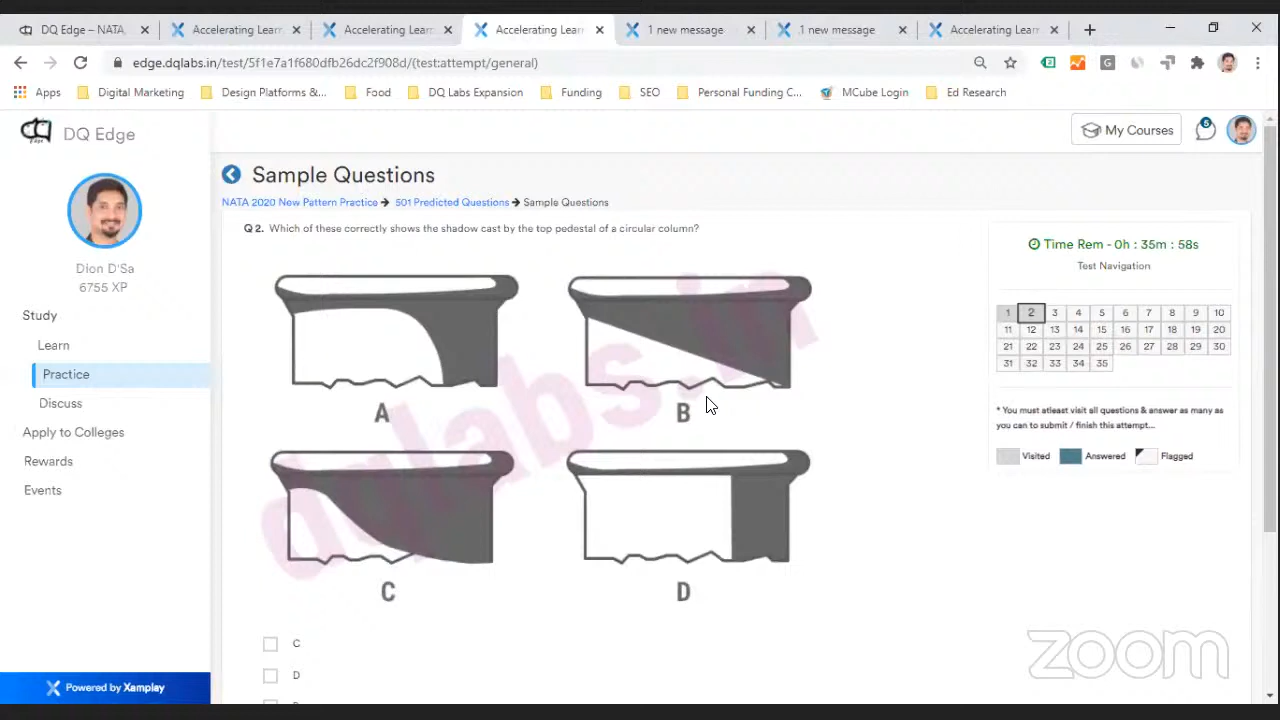 DQ Edge – NATA
Accelerating Lear
Accelerating Lear
Accelerating Lear
1 new message
1 new message
Accelerating Lear
edge.dqlabs.in/test/5f1e7a1f680dfb26dc2f908d/(test:attempt/general)
Apps
Digital Marketing
Design Platforms &...
Food
DQ Labs Expansion
Funding
SEO
Personal Funding C...
MCube Login
Ed Research
DQ Edge
My Courses
5
Dion D'Sa
6755 XP
Study
Learn
Practice
Discuss
Apply to Colleges
Rewards
Events
Powered by Xamplay
Sample Questions
NATA 2020 New Pattern Practice → 501 Predicted Questions → Sample Questions
Q 2. Which of these correctly shows the shadow cast by the top pedestal of a circular column?
A
B
C
D
dqlabs.in
C
D
Time Rem - 0h : 35m : 58s
Test Navigation
1 2 3 4 5 6 7 8 9 10
11 12 13 14 15 16 17 18 19 20
21 22 23 24 25 26 27 28 29 30
31 32 33 34 35
* You must atleast visit all questions & answer as many as
you can to submit / finish this attempt...
Visited
Answered
Flagged
zoom